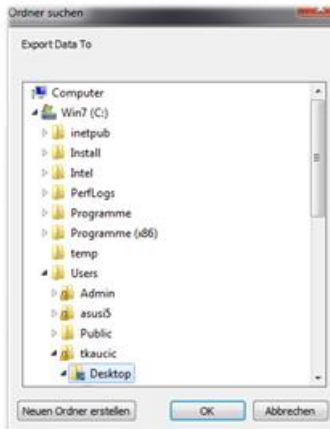 Ordner suchen
Export Data To
Computer
Win7 (C:)
inetpub
Install
Intel
PerfLogs
Programme
Programme (x86)
temp
Users
Admin
asusi5
Public
tkaucic
Desktop
Neuen Ordner erstellen OK Abbrechen